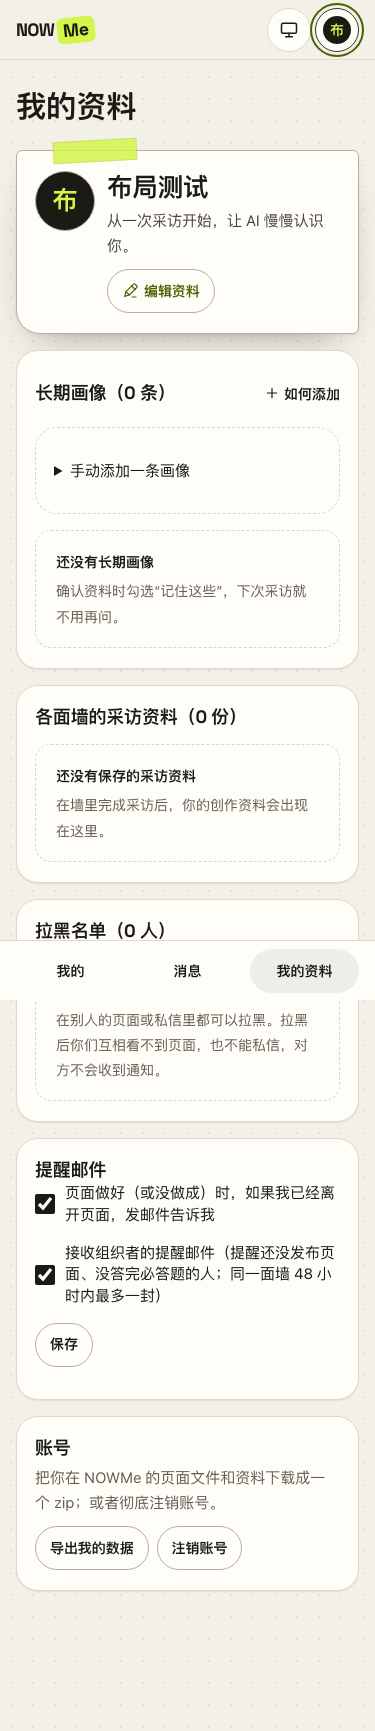 NOW Me
布
我的资料
布
布局测试
从一次采访开始，让 AI 慢慢认识
你。
编辑资料
长期画像（0 条）
如何添加
手动添加一条画像
还没有长期画像
确认资料时勾选“记住这些”，下次采访就
不用再问。
各面墙的采访资料（0 份）
还没有保存的采访资料
在墙里完成采访后，你的创作资料会出现
在这里。
拉黑名单（0 人）
我的
消息
我的资料
在别人的页面或私信里都可以拉黑。拉黑
后你们互相看不到页面，也不能私信，对
方不会收到通知。
提醒邮件
页面做好（或没做成）时，如果我已经离
开页面，发邮件告诉我
接收组织者的提醒邮件（提醒还没发布页
面、没答完必答题的人；同一面墙 48 小
时内最多一封）
保存
账号
把你在 NOWMe 的页面文件和资料下载成一
个 zip；或者彻底注销账号。
导出我的数据
注销账号